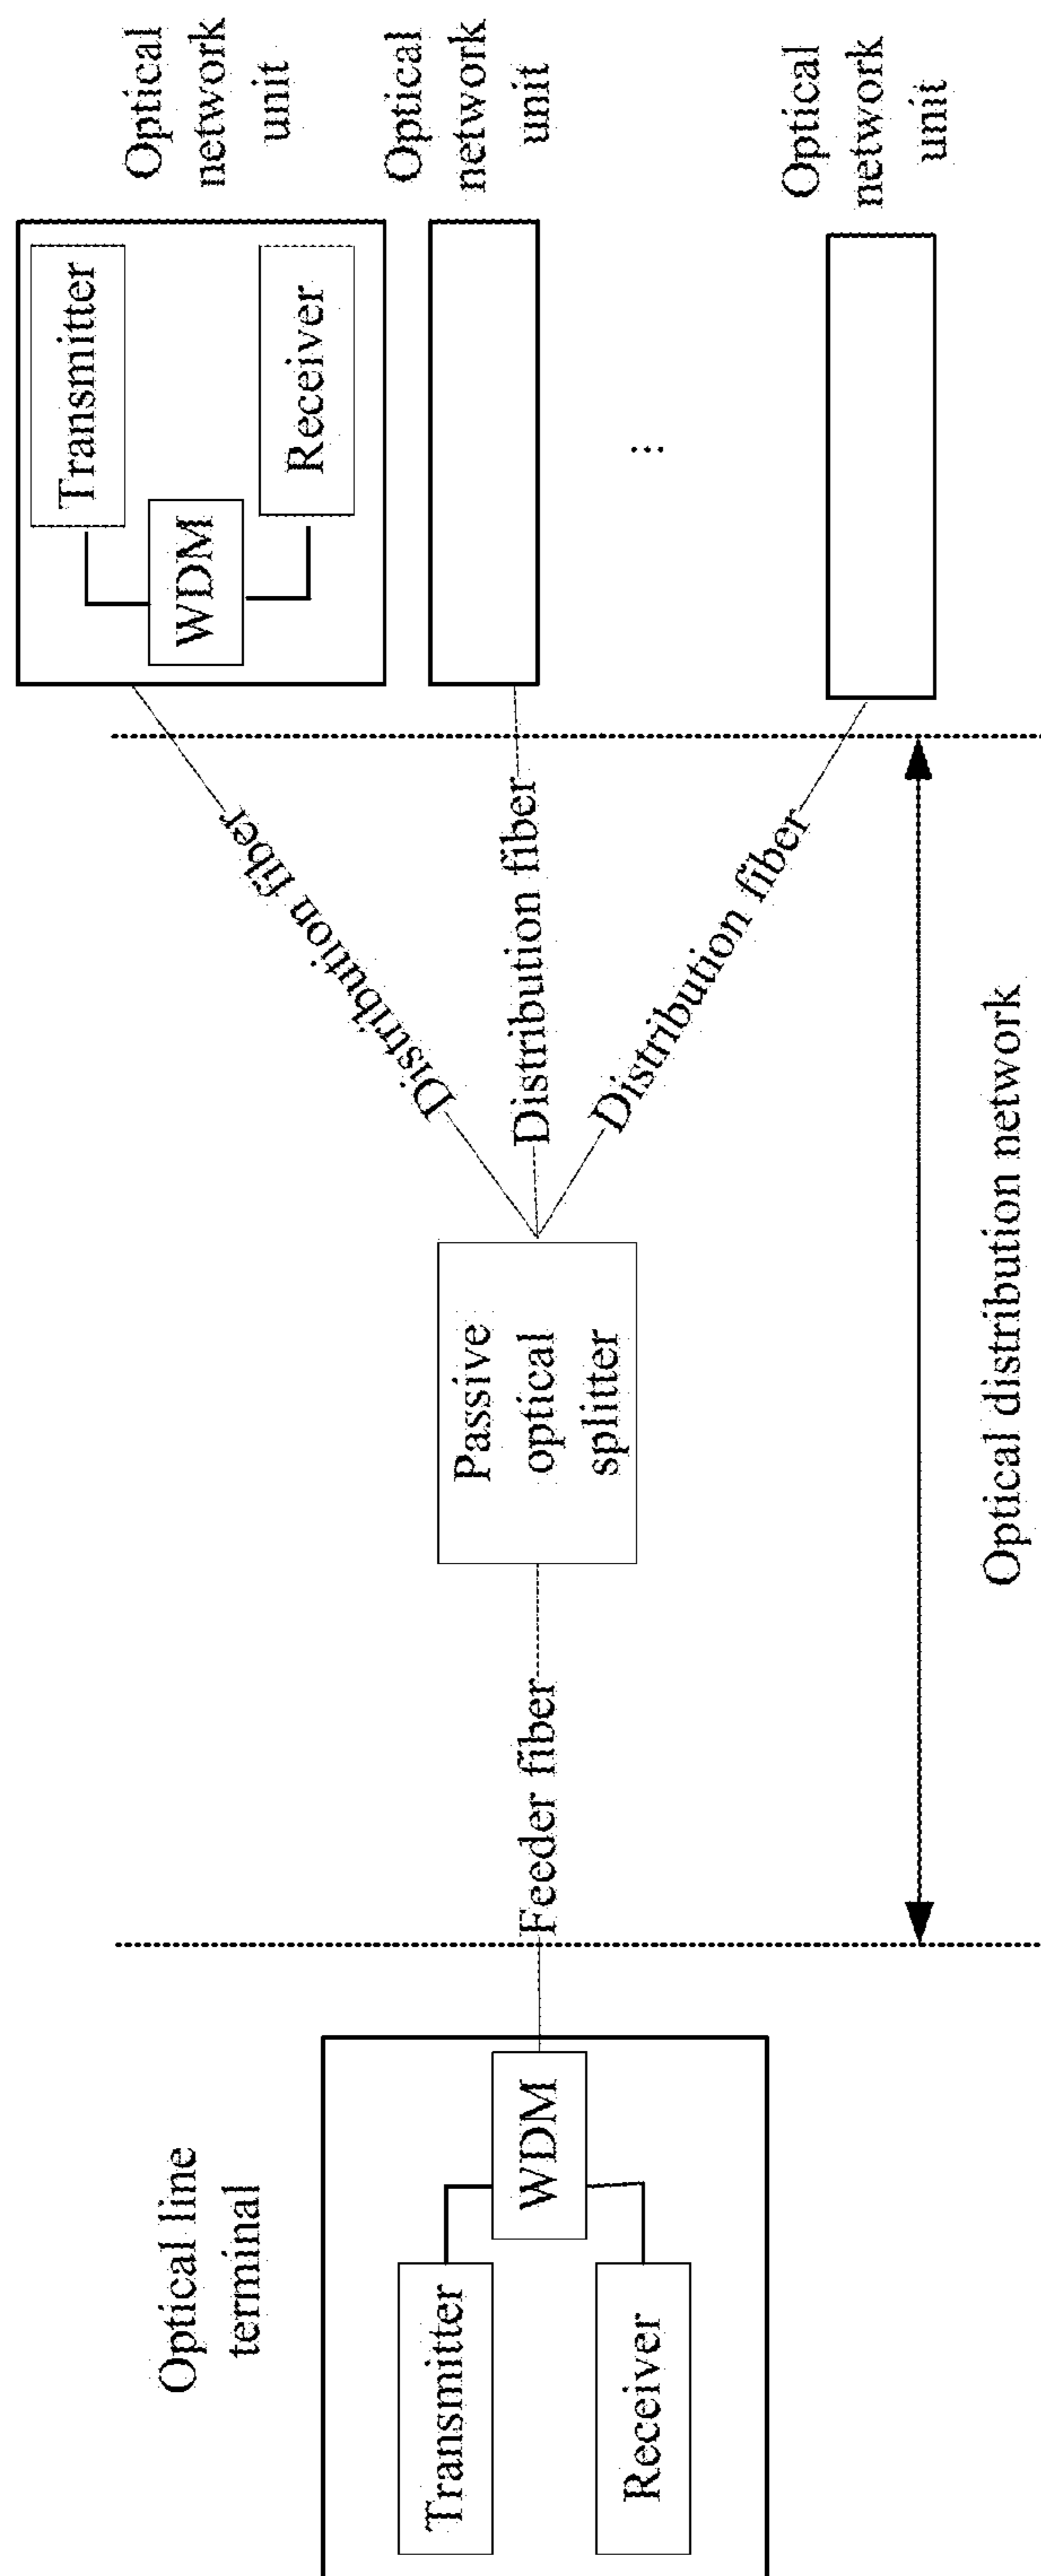 Optical line
terminal
Transmitter
WDM
Receiver
Feeder fiber
Passive
optical
splitter
Distribution fiber
Distribution fiber
Distribution fiber
Optical distribution network
Transmitter
WDM
Receiver
Optical
network
unit
Optical
network
unit
...
Optical
network
unit